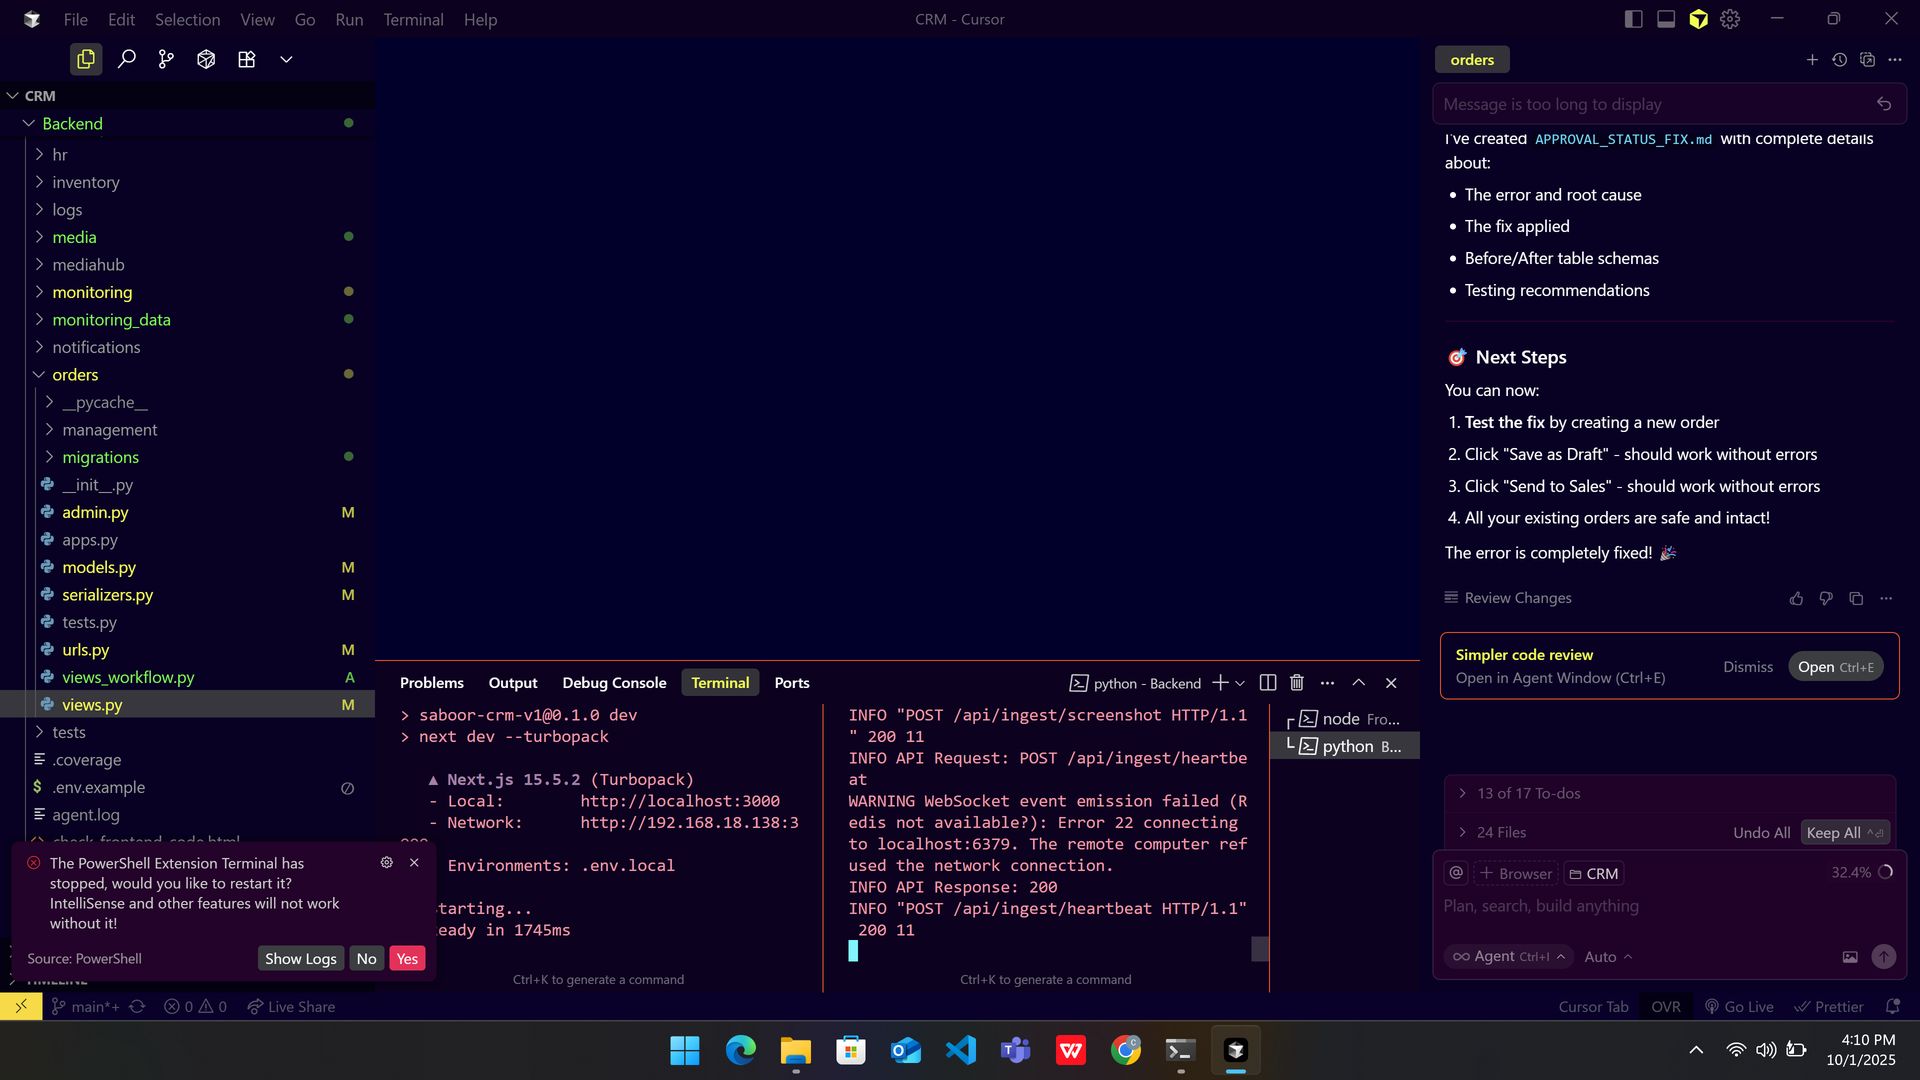 File Edit Selection View Go Run Terminal Help
CRM - Cursor
CRM
Backend
hr
inventory
logs
media
mediahub
monitoring
monitoring_data
notifications
orders
__pycache__
management
migrations
__init__.py
admin.py M
apps.py
models.py M
serializers.py M
tests.py
urls.py M
views_workflow.py A
views.py M
tests
.coverage
$ .env.example
agent.log
check_frontend_code.html
The PowerShell Extension Terminal has
stopped, would you like to restart it?
IntelliSense and other features will not work
without it!
Source: PowerShell
Show Logs No Yes
TIMELINE
Problems Output Debug Console Terminal Ports
python - Backend
> saboor-crm-v1@0.1.0 dev
> next dev --turbopack
▲ Next.js 15.5.2 (Turbopack)
- Local: http://localhost:3000
- Network: http://192.168.18.138:3
000
Environments: .env.local
tarting...
eady in 1745ms
Ctrl+K to generate a command
INFO "POST /api/ingest/screenshot HTTP/1.1
" 200 11
INFO API Request: POST /api/ingest/heartbe
at
WARNING WebSocket event emission failed (R
edis not available?): Error 22 connecting
to localhost:6379. The remote computer ref
used the network connection.
INFO API Response: 200
INFO "POST /api/ingest/heartbeat HTTP/1.1"
200 11
Ctrl+K to generate a command
node Fro...
python B...
orders
Message is too long to display
I've created APPROVAL_STATUS_FIX.md with complete details
about:
• The error and root cause
• The fix applied
• Before/After table schemas
• Testing recommendations
🎯 Next Steps
You can now:
1. Test the fix by creating a new order
2. Click "Save as Draft" - should work without errors
3. Click "Send to Sales" - should work without errors
4. All your existing orders are safe and intact!
The error is completely fixed! 🎉
Review Changes
Simpler code review
Open in Agent Window (Ctrl+E)
Dismiss Open Ctrl+E
13 of 17 To-dos
24 Files Undo All Keep All
@ + Browser CRM 32.4%
Plan, search, build anything
∞ Agent Ctrl+I Auto
main*+ 0 0 Live Share
Cursor Tab OVR Go Live Prettier
4:10 PM
10/1/2025